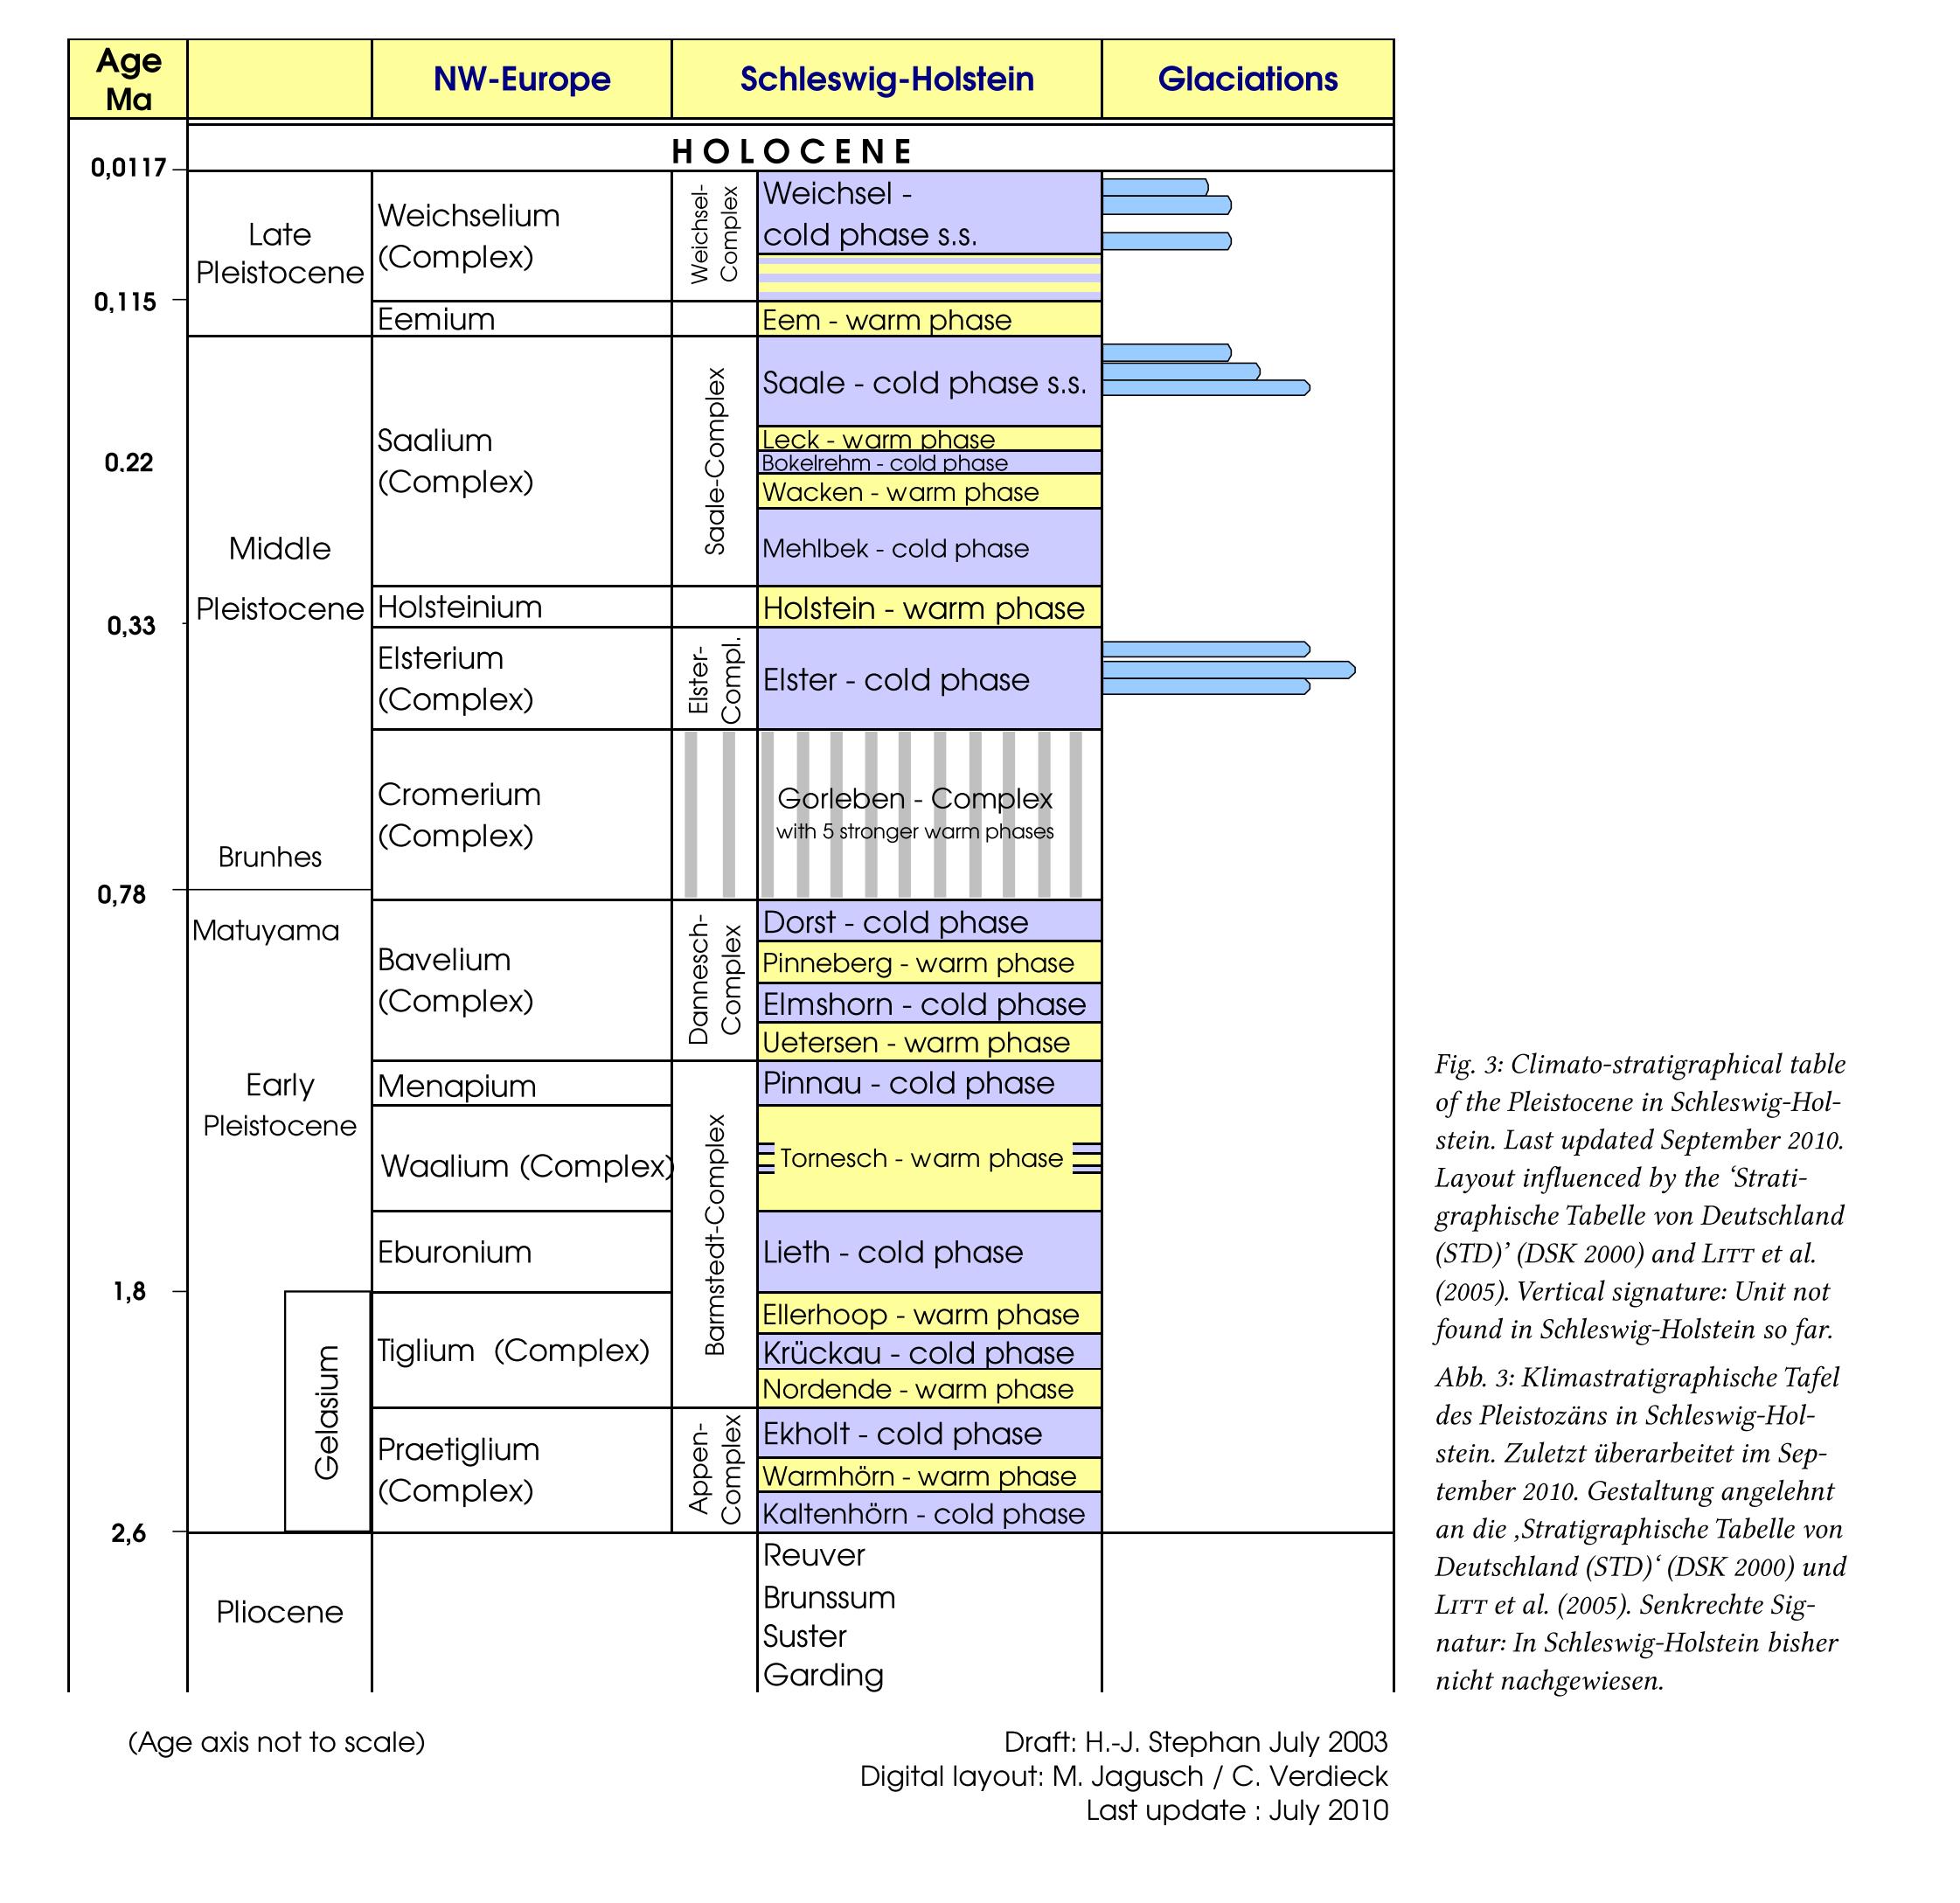 Age
Ma
NW-Europe
Schleswig-Holstein
Glaciations
HOLOCENE
0,0117
Late
Pleistocene
Weichselium
(Complex)
Weichsel-
Complex
Weichsel -
cold phase s.s.
0,115
Eemium
Eem - warm phase
Saalium
(Complex)
Saale-Complex
Saale - cold phase s.s.
Leck - warm phase
0.22
Bokelrehm - cold phase
Wacken - warm phase
Middle
Mehlbek - cold phase
Pleistocene
Holsteinium
Holstein - warm phase
0,33
Elsterium
(Complex)
Elster-
Compl.
Elster - cold phase
Cromerium
(Complex)
Gorleben - Complex
with 5 stronger warm phases
Brunhes
0,78
Matuyama
Bavelium
(Complex)
Dannesch-
Complex
Dorst - cold phase
Pinneberg - warm phase
Elmshorn - cold phase
Uetersen - warm phase
Early
Pleistocene
Menapium
Barmstedt-Complex
Pinnau - cold phase
Waalium (Complex)
Tornesch - warm phase
Eburonium
Lieth - cold phase
1,8
Gelasium
Tiglium (Complex)
Ellerhoop - warm phase
Krückau - cold phase
Nordende - warm phase
Praetiglium
(Complex)
Appen-
Complex
Ekholt - cold phase
Warmhörn - warm phase
Kaltenhörn - cold phase
2,6
Pliocene
Reuver
Brunssum
Suster
Garding
(Age axis not to scale)
Draft: H.-J. Stephan July 2003
Digital layout: M. Jagusch / C. Verdieck
Last update : July 2010
Fig. 3: Climato-stratigraphical table
of the Pleistocene in Schleswig-Hol-
stein. Last updated September 2010.
Layout influenced by the ‘Strati-
graphische Tabelle von Deutschland
(STD)’ (DSK 2000) and LITT et al.
(2005). Vertical signature: Unit not
found in Schleswig-Holstein so far.
Abb. 3: Klimastratigraphische Tafel
des Pleistozäns in Schleswig-Hol-
stein. Zuletzt überarbeitet im Sep-
tember 2010. Gestaltung angelehnt
an die ‚Stratigraphische Tabelle von
Deutschland (STD)‘ (DSK 2000) und
LITT et al. (2005). Senkrechte Sig-
natur: In Schleswig-Holstein bisher
nicht nachgewiesen.